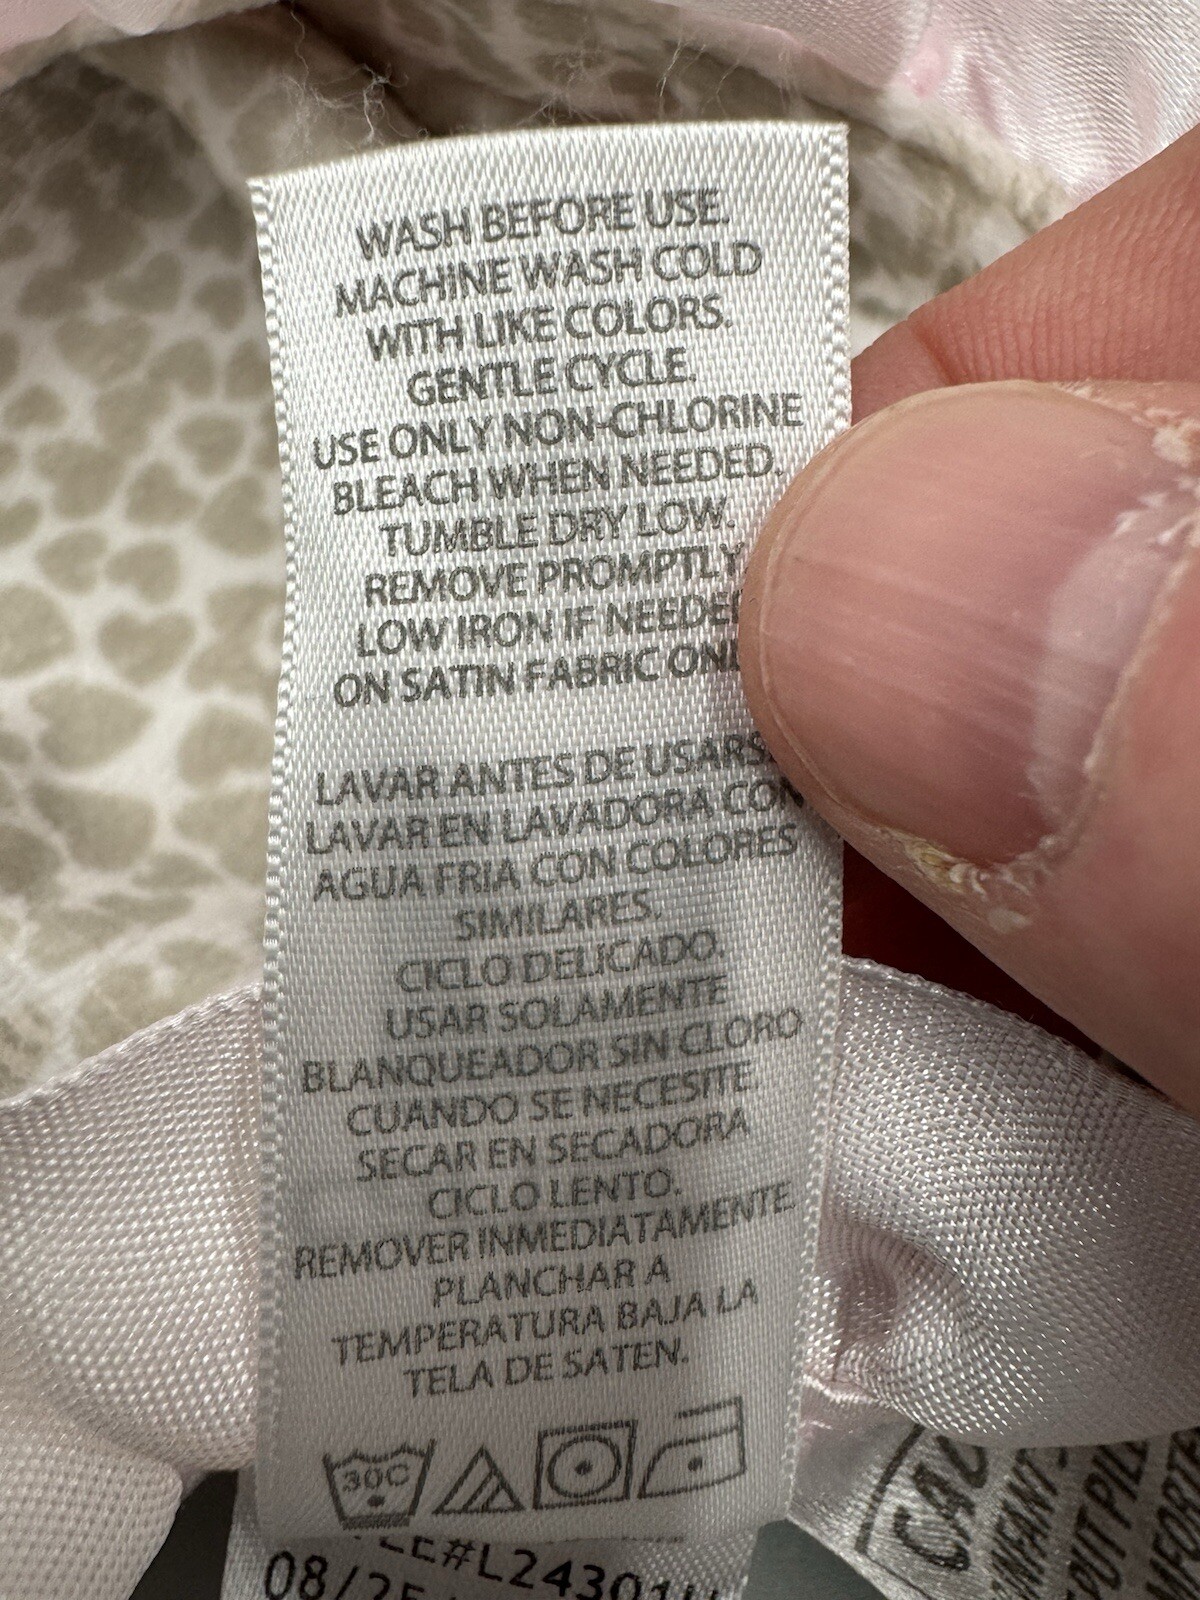 WASH BEFORE USE.
MACHINE WASH COLD
WITH LIKE COLORS.
GENTLE CYCLE.
USE ONLY NON-CHLORINE
BLEACH WHEN NEEDED.
TUMBLE DRY LOW.
REMOVE PROMPTLY
LOW IRON IF
ON SATIN FABRIC
LAVAR ANTES DE
LAVAR EN LAVADORA CON
AGUA FRIA CON COLORES
SIMILARES.
CICLO DELICADO.
USAR SOLAMENTE
BLANQUEADOR SIN CLORO
CUANDO SE NECESITE
SECAR EN SECADORA
CICLO LENTO.
REMOVER INMEDIATAMENTE.
PLANCHAR A
TEMPERATURA BAJA LA
TELA DE SATEN.
30C